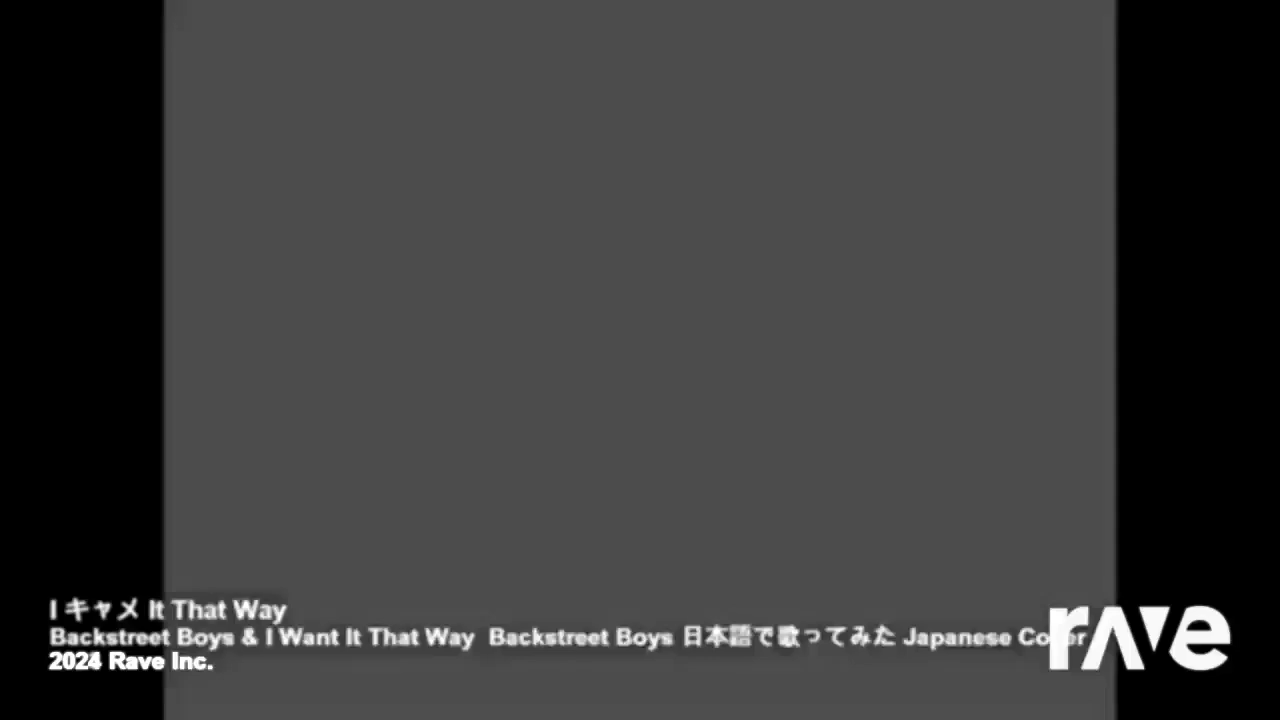 I キャメ It That Way
Backstreet Boys & I Want It That Way Backstreet Boys 日本語で歌ってみた Japanese Cover
2024 Rave Inc.
rave